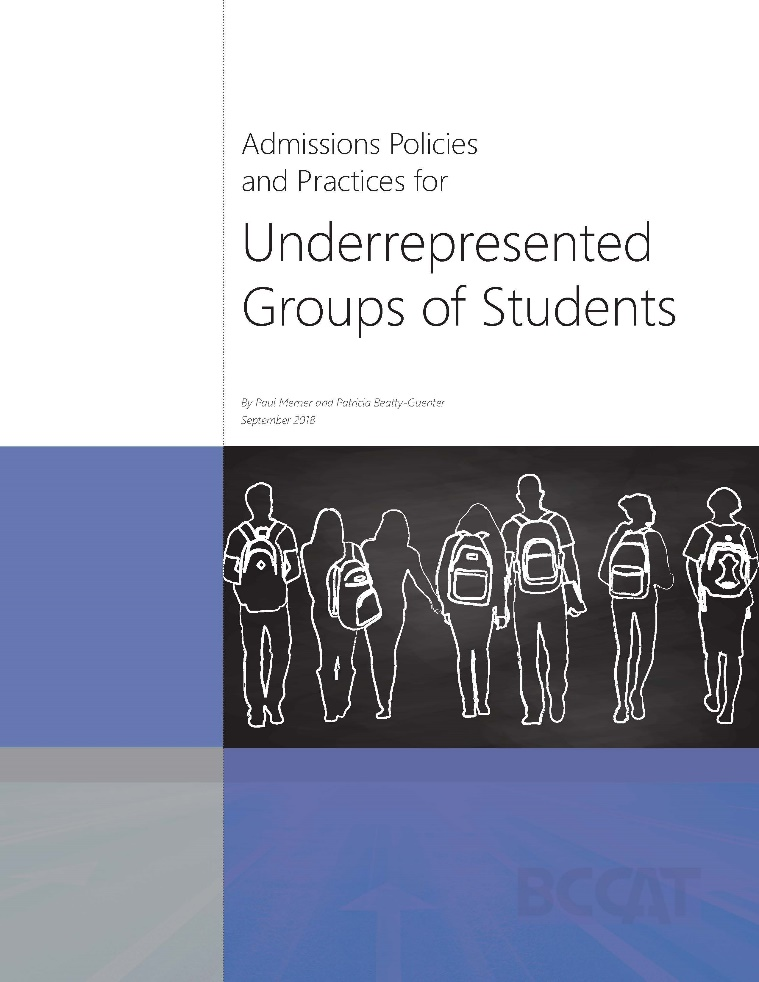 Admissions Policies
and Practices for
Underrepresented
Groups of Students
By Paul Merner and Patricia Beatty-Guenter
September 2018
BCCAT